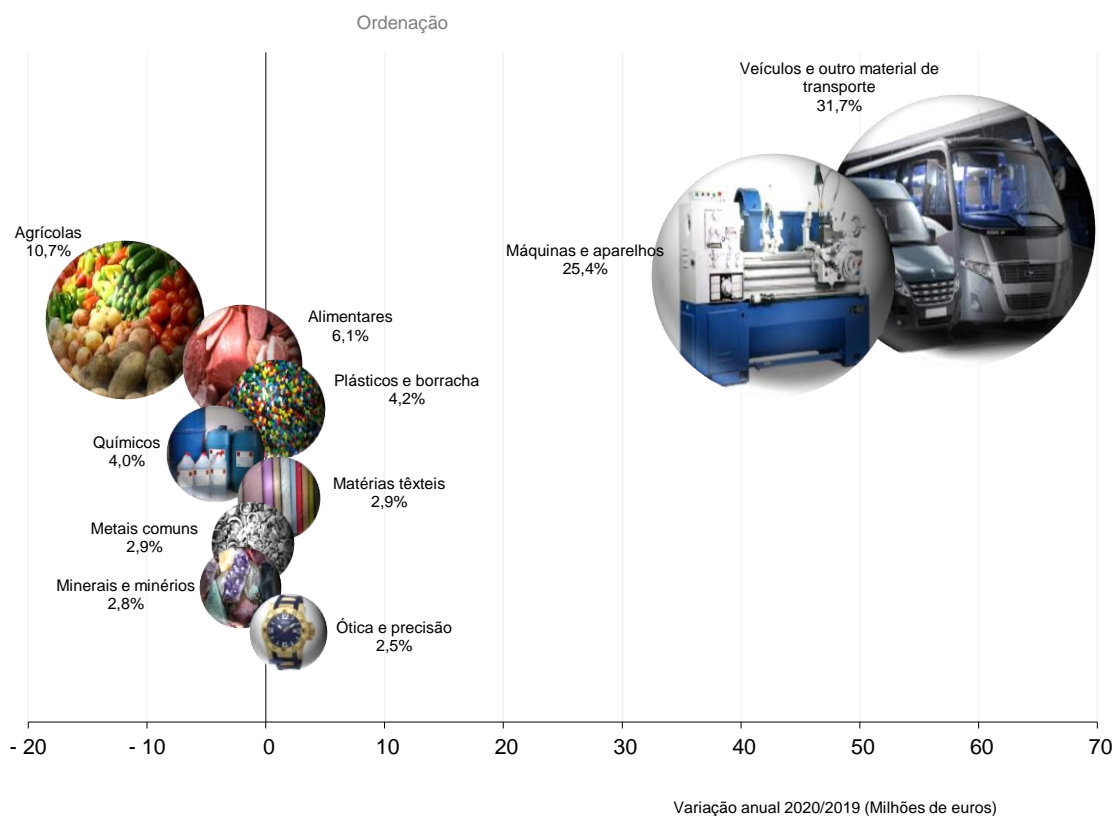 Ordenação
Veículos e outro material de
transporte
31,7%
Agrícolas
10,7%
Máquinas e aparelhos
25,4%
Alimentares
6,1%
Plásticos e borracha
4,2%
Químicos
4,0%
Matérias têxteis
2,9%
Metais comuns
2,9%
Minerais e minérios
2,8%
Ótica e precisão
2,5%
- 20 - 10 0 10 20 30 40 50 60 70
Variação anual 2020/2019 (Milhões de euros)